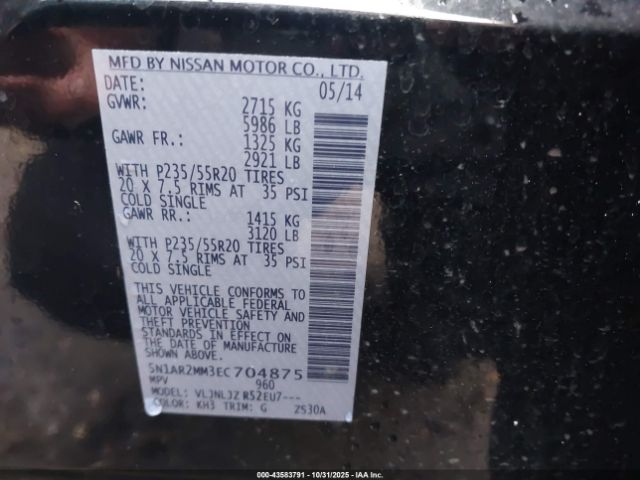 MFD BY NISSAN MOTOR CO., LTD.
DATE: 05/14
GVWR: 2715 KG
5986 LB
GAWR FR.: 1325 KG
2921 LB
WITH P235/55R20 TIRES
20 X 7.5 RIMS AT 35 PSI
COLD SINGLE
GAWR RR.: 1415 KG
3120 LB
WITH P235/55R20 TIRES
20 X 7.5 RIMS AT 35 PSI
COLD SINGLE
THIS VEHICLE CONFORMS TO
ALL APPLICABLE FEDERAL
MOTOR VEHICLE SAFETY AND
THEFT PREVENTION
STANDARDS IN EFFECT ON
THE DATE OF MANUFACTURE
SHOWN ABOVE.
5N1AR2MM3EC704875
MPV 960
MODEL: VLJNLJZ R52EU7---
COLOR: KH3 TRIM: G ZS30A
000-43583791 - 10/31/2025 - IAAI.COM